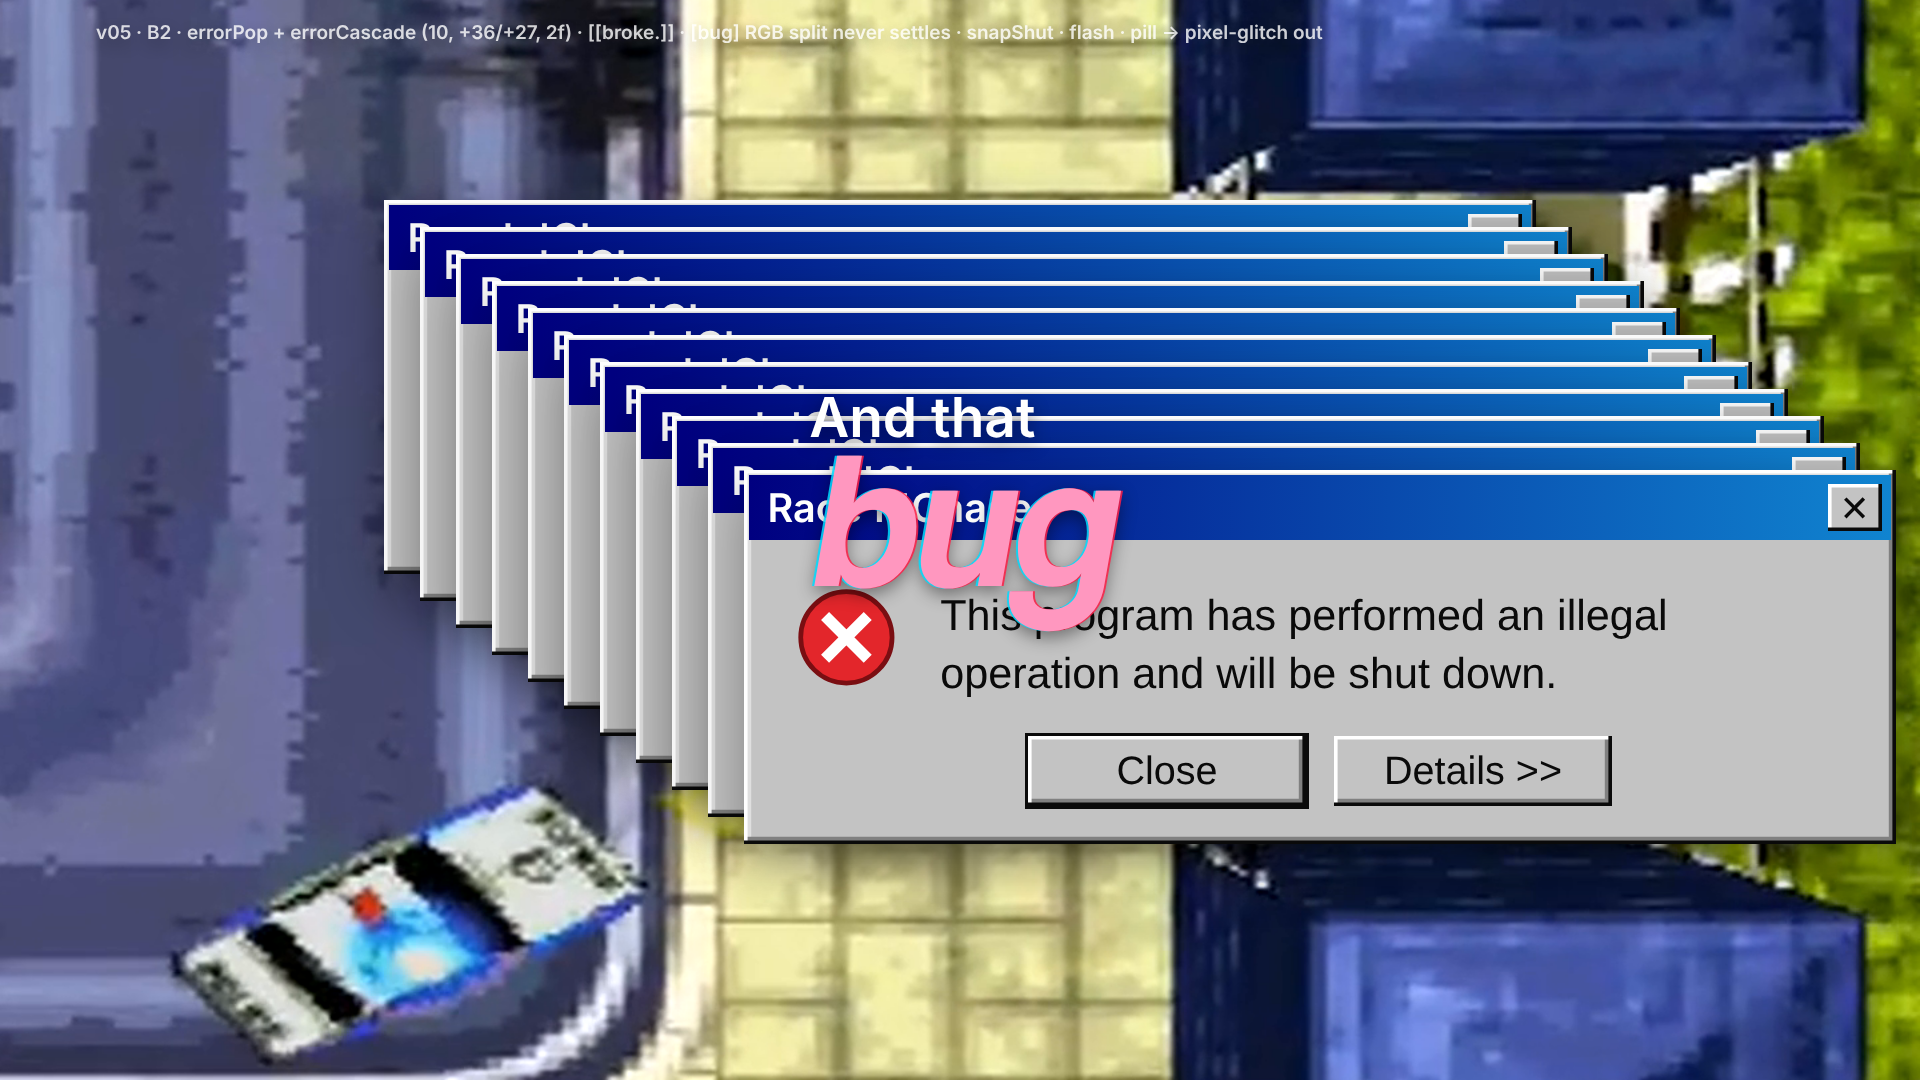 v05 · B2 · errorPop + errorCascade (10, +36/+27, 2f) · [[broke.]] · [bug] RGB split never settles · snapShut · flash · pill → pixel-glitch out
And that
bug
This program has performed an illegal
operation and will be shut down.
Close
Details >>